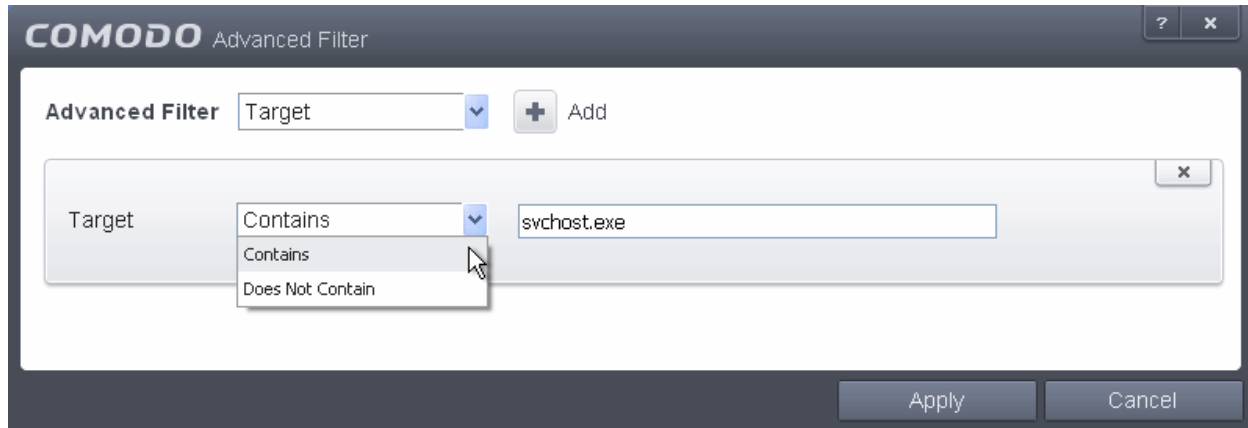 COMODO Advanced Filter ? x
Advanced Filter Target + Add
x
Target Contains svchost.exe
Contains
Does Not Contain
Apply Cancel